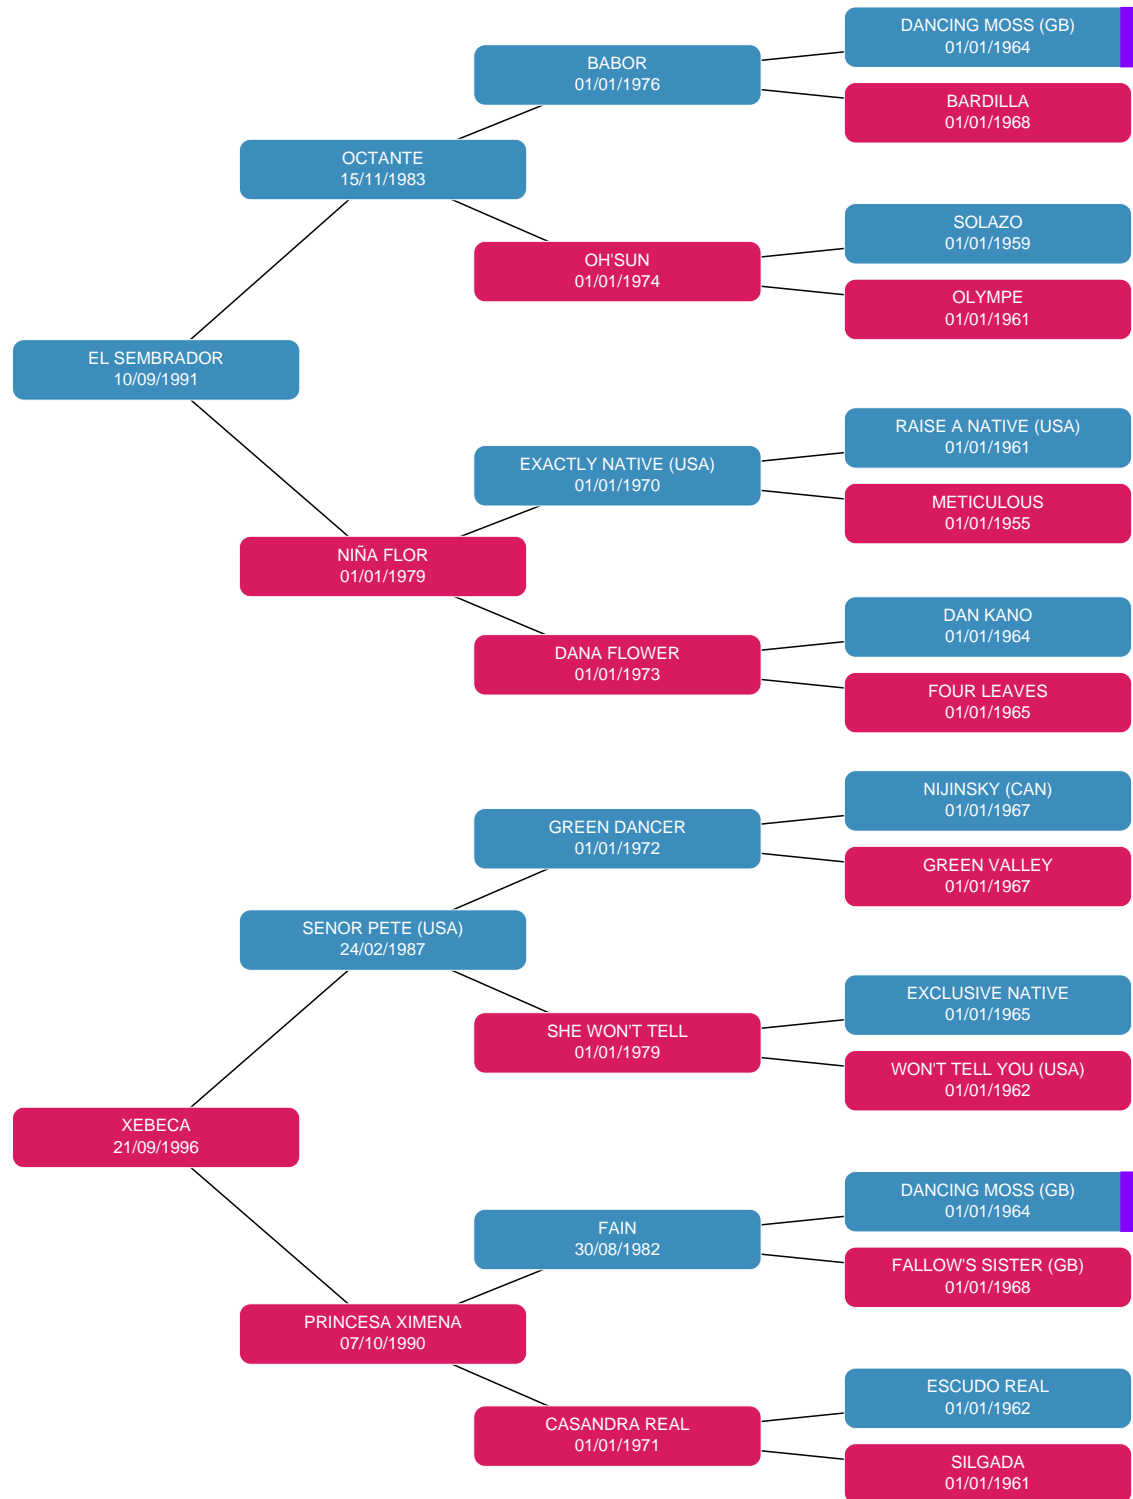 DANCING MOSS (GB)
01/01/1964
BABOR
01/01/1976
BARDILLA
01/01/1968
OCTANTE
15/11/1983
SOLAZO
01/01/1959
OH'SUN
01/01/1974
OLYMPE
01/01/1961
EL SEMBRADOR
10/09/1991
RAISE A NATIVE (USA)
01/01/1961
EXACTLY NATIVE (USA)
01/01/1970
METICULOUS
01/01/1955
NIÑA FLOR
01/01/1979
DAN KANO
01/01/1964
DANA FLOWER
01/01/1973
FOUR LEAVES
01/01/1965
NIJINSKY (CAN)
01/01/1967
GREEN DANCER
01/01/1972
GREEN VALLEY
01/01/1967
SENOR PETE (USA)
24/02/1987
EXCLUSIVE NATIVE
01/01/1965
SHE WON'T TELL
01/01/1979
WON'T TELL YOU (USA)
01/01/1962
XEBECA
21/09/1996
DANCING MOSS (GB)
01/01/1964
FAIN
30/08/1982
FALLOW'S SISTER (GB)
01/01/1968
PRINCESA XIMENA
07/10/1990
ESCUDO REAL
01/01/1962
CASANDRA REAL
01/01/1971
SILGADA
01/01/1961